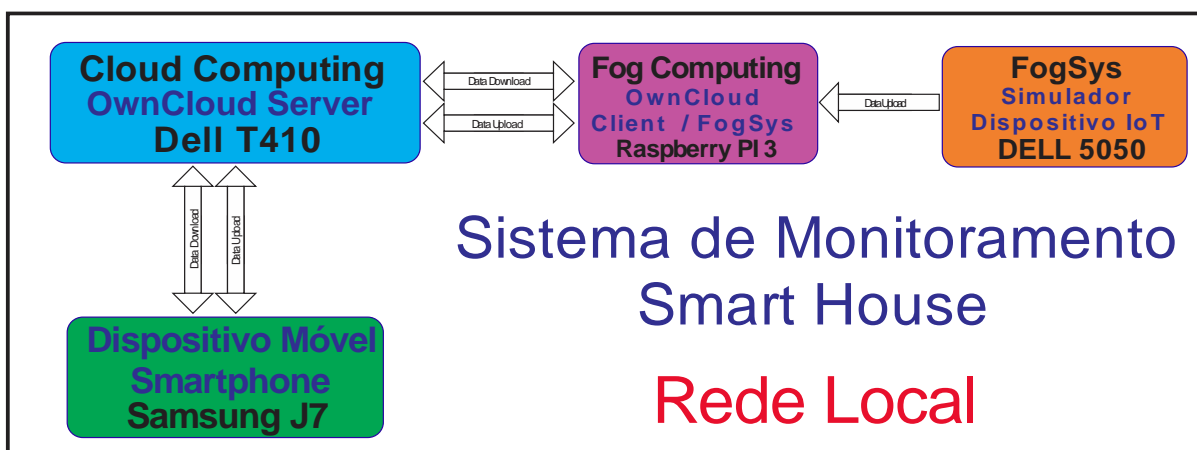 Cloud Computing
OwnCloud Server
Dell T410
Data Download
Data Upload
Fog Computing
OwnCloud
Client / FogSys
Raspberry PI 3
Data Upload
FogSys
Simulador
Dispositivo IoT
DELL 5050
Data Download
Data Upload
Sistema de Monitoramento
Smart House
Dispositivo Móvel
Smartphone
Samsung J7
Rede Local